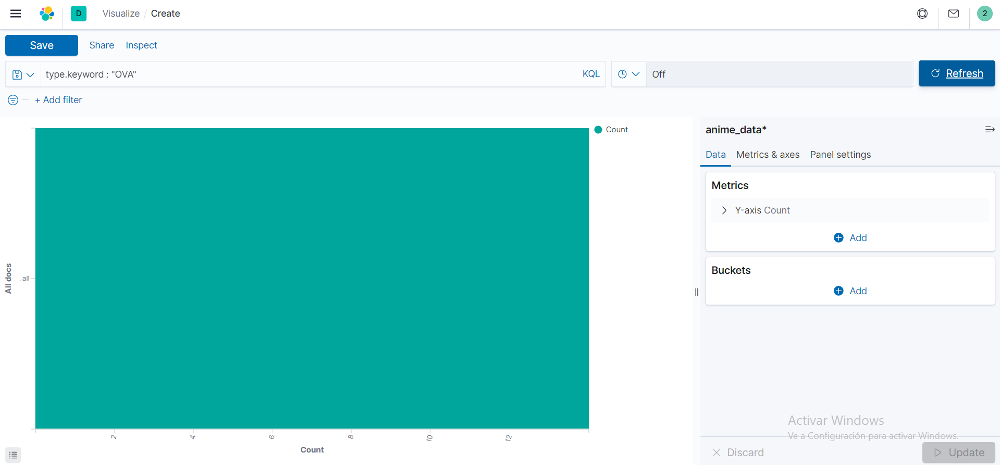 D
Visualize / Create
2
Save
Share
Inspect
type.keyword : "OVA"
KQL
Off
Refresh
+ Add filter
Count
All docs
_all
2
4
6
8
10
12
Count
anime_data*
Data
Metrics & axes
Panel settings
Metrics
Y-axis Count
Add
Buckets
Add
Activar Windows
Ve a Configuración para activar Windows.
Discard
Update